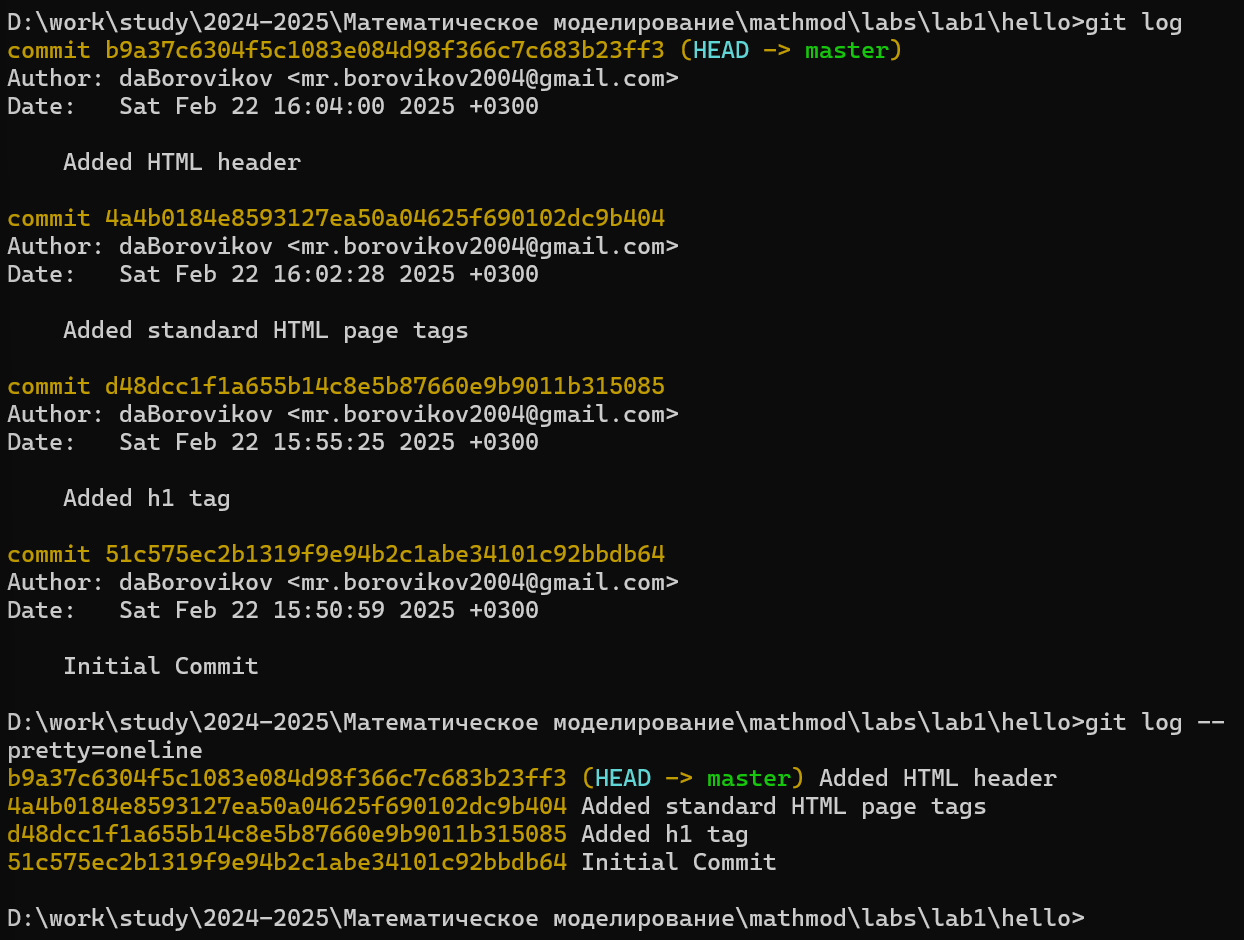 D:\work\study\2024-2025\Математическое моделирование\mathmod\labs\lab1\hello>git log
commit b9a37c6304f5c1083e084d98f366c7c683b23ff3 (HEAD -> master)
Author: daBorovikov <mr.borovikov2004@gmail.com>
Date:   Sat Feb 22 16:04:00 2025 +0300

    Added HTML header

commit 4a4b0184e8593127ea50a04625f690102dc9b404
Author: daBorovikov <mr.borovikov2004@gmail.com>
Date:   Sat Feb 22 16:02:28 2025 +0300

    Added standard HTML page tags

commit d48dcc1f1a655b14c8e5b87660e9b9011b315085
Author: daBorovikov <mr.borovikov2004@gmail.com>
Date:   Sat Feb 22 15:55:25 2025 +0300

    Added h1 tag

commit 51c575ec2b1319f9e94b2c1abe34101c92bbdb64
Author: daBorovikov <mr.borovikov2004@gmail.com>
Date:   Sat Feb 22 15:50:59 2025 +0300

    Initial Commit

D:\work\study\2024-2025\Математическое моделирование\mathmod\labs\lab1\hello>git log --
pretty=oneline
b9a37c6304f5c1083e084d98f366c7c683b23ff3 (HEAD -> master) Added HTML header
4a4b0184e8593127ea50a04625f690102dc9b404 Added standard HTML page tags
d48dcc1f1a655b14c8e5b87660e9b9011b315085 Added h1 tag
51c575ec2b1319f9e94b2c1abe34101c92bbdb64 Initial Commit

D:\work\study\2024-2025\Математическое моделирование\mathmod\labs\lab1\hello>